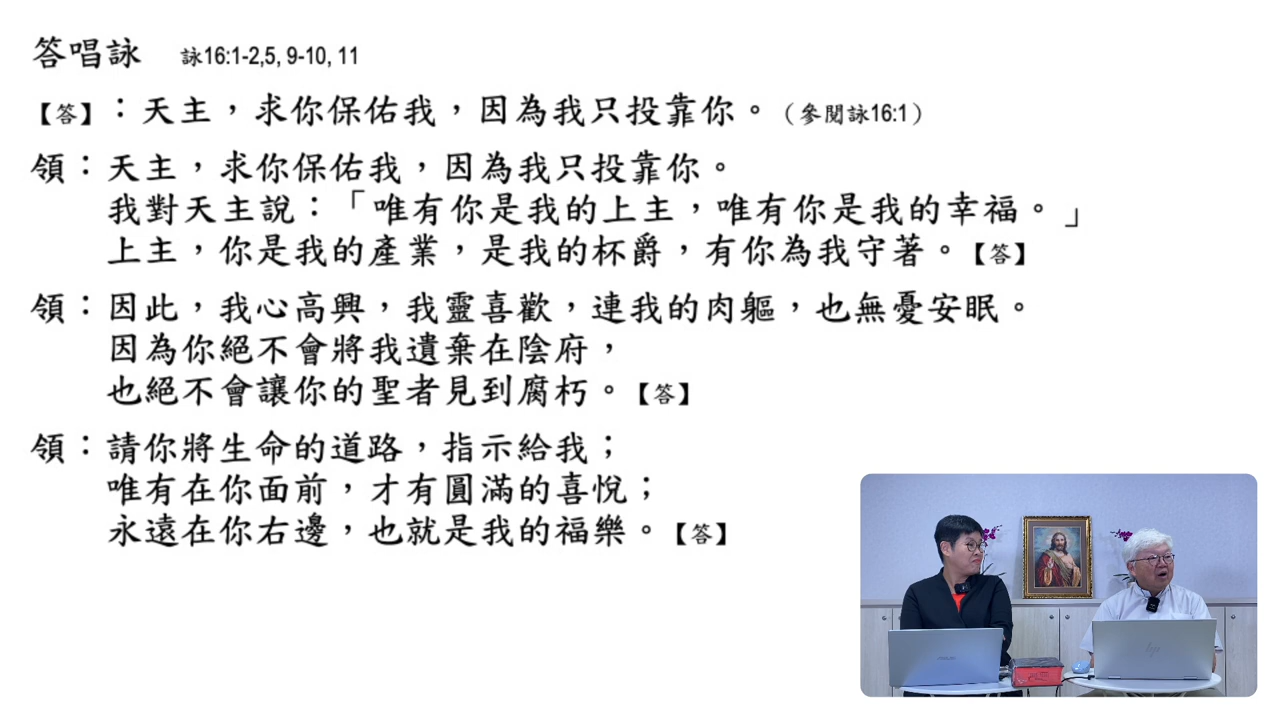 答唱詠 詠16:1-2,5, 9-10, 11
【答】：天主，求你保佑我，因為我只投靠你。（參閱詠16:1）
領：天主，求你保佑我，因為我只投靠你。
我對天主說：「唯有你是我的上主，唯有你是我的幸福。」
上主，你是我的產業，是我的杯爵，有你為我守著。【答】
領：因此，我心高興，我靈喜歡，連我的肉軀，也無憂安眠。
因為你絕不會將我遺棄在陰府，
也絕不會讓你的聖者見到腐朽。【答】
領：請你將生命的道路，指示給我；
唯有在你面前，才有圓滿的喜悅；
永遠在你右邊，也就是我的福樂。【答】
hp